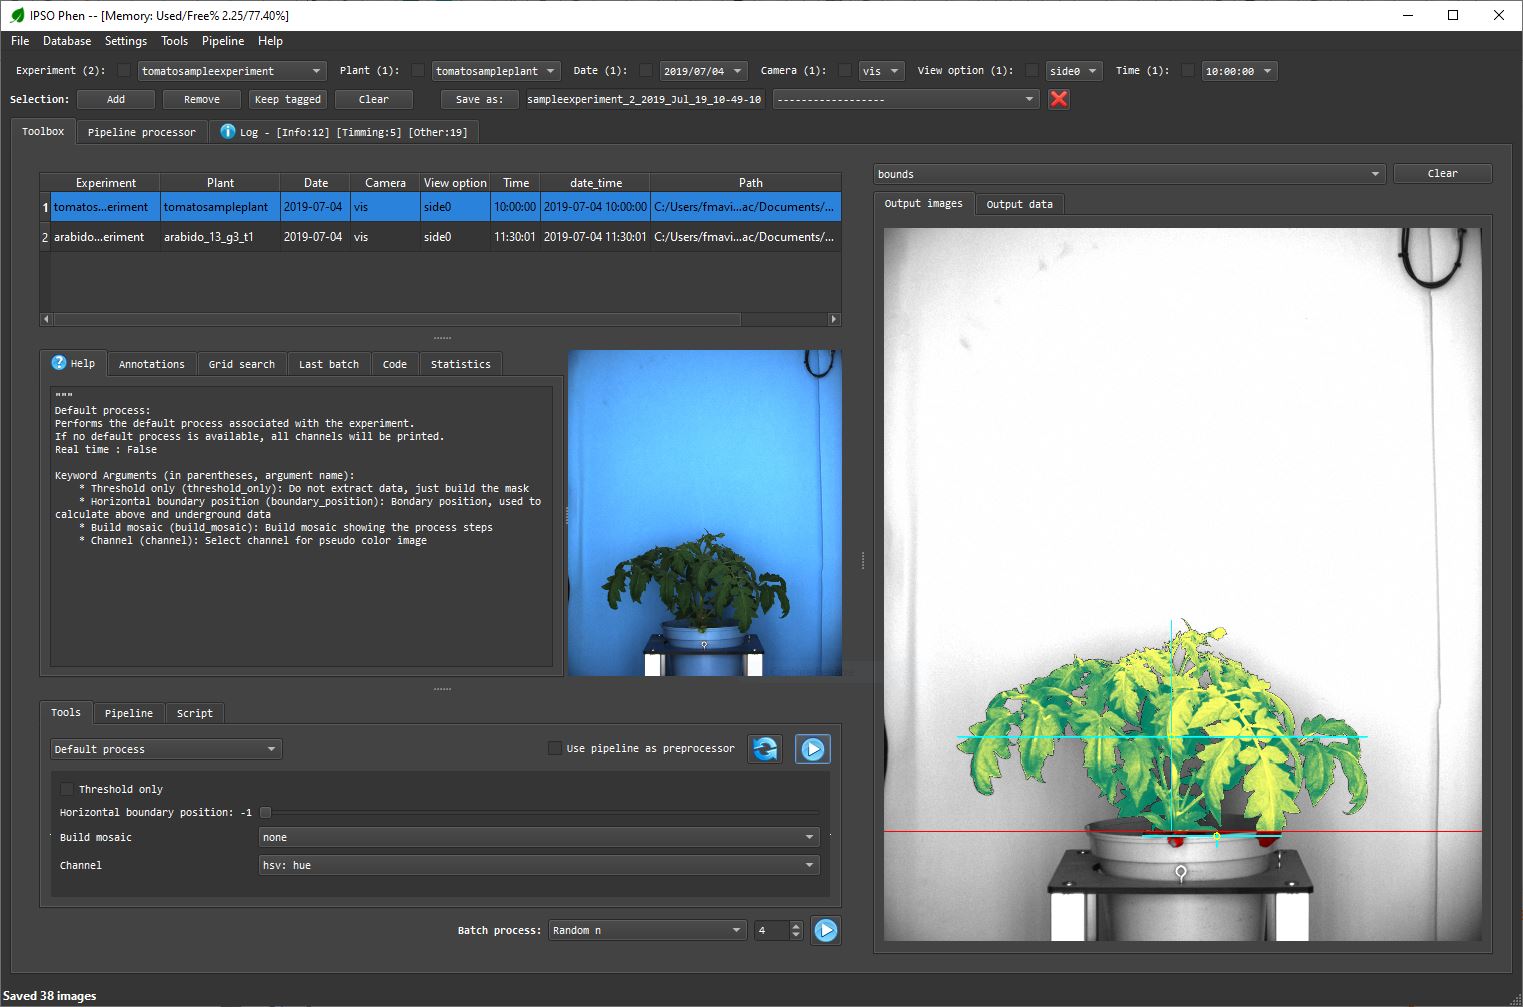 IPSO Phen -- [Memory: Used/Free% 2.25/77.40%]
File Database Settings Tools Pipeline Help
Experiment (2): tomatosampleexperiment Plant (1): tomatosampleplant Date (1): 2019/07/04 Camera (1): vis View option (1): side0 Time (1): 10:00:00
Selection: Add Remove Keep tagged Clear Save as: sampleexperiment_2_2019_Jul_19_10-49-10 ------------------
Toolbox Pipeline processor Log - [Info:12] [Timming:5] [Other:19]
Experiment Plant Date Camera View option Time date_time Path
1 tomatos...eriment tomatosampleplant 2019-07-04 vis side0 10:00:00 2019-07-04 10:00:00 C:/Users/fmavi...ac/Documents/...
2 arabido...eriment arabido_13_g3_t1 2019-07-04 vis side0 11:30:01 2019-07-04 11:30:01 C:/Users/fmavi...ac/Documents/...
bounds Clear
Output images Output data
Help Annotations Grid search Last batch Code Statistics
"""
Default process:
Performs the default process associated with the experiment.
If no default process is available, all channels will be printed.
Real time : False
Keyword Arguments (in parentheses, argument name):
* Threshold only (threshold_only): Do not extract data, just build the mask
* Horizontal boundary position (boundary_position): Bondary position, used to
calculate above and underground data
* Build mosaic (build_mosaic): Build mosaic showing the process steps
* Channel (channel): Select channel for pseudo color image
Tools Pipeline Script
Default process Use pipeline as preprocessor
Threshold only
Horizontal boundary position: -1
Build mosaic none
Channel hsv: hue
Batch process: Random n 4
Saved 38 images